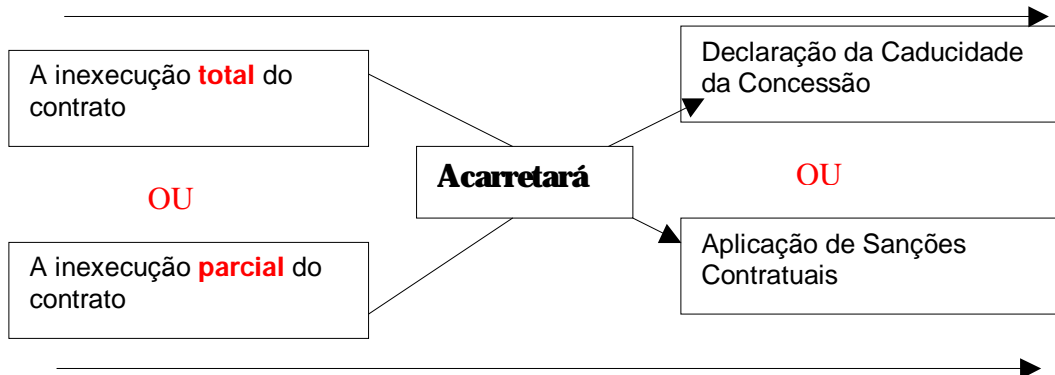 A inexecução total do
contrato
Declaração da Caducidade
da Concessão
Acarretará
OU
OU
A inexecução parcial do
contrato
Aplicação de Sanções
Contratuais